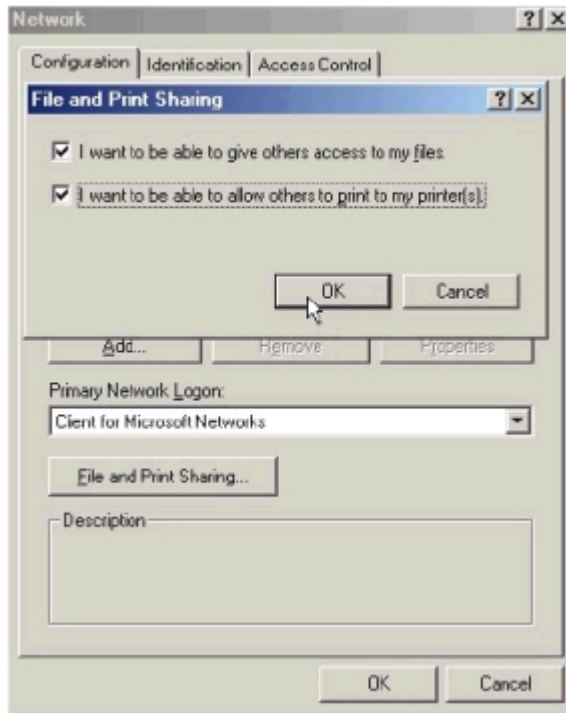 Network
Configuration Identification Access Control
File and Print Sharing
I want to be able to give others access to my files.
I want to be able to allow others to print to my printer(s).
OK Cancel
Add... Remove Properties
Primary Network Logon:
Client for Microsoft Networks
File and Print Sharing...
Description
OK Cancel